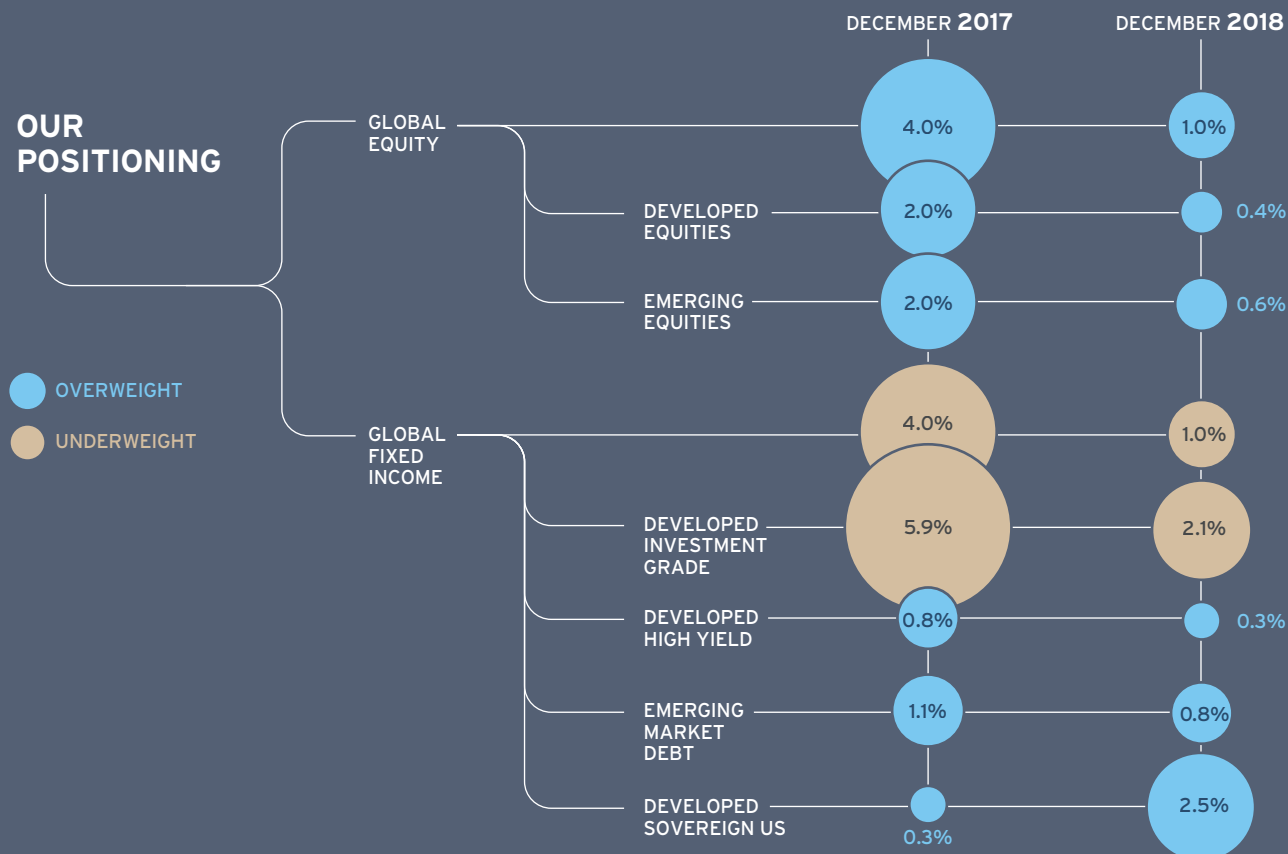 DECEMBER 2017
DECEMBER 2018
OUR
POSITIONING
GLOBAL
EQUITY
4.0%
1.0%
DEVELOPED
EQUITIES
2.0%
0.4%
EMERGING
EQUITIES
2.0%
0.6%
OVERWEIGHT
UNDERWEIGHT
GLOBAL
FIXED
INCOME
4.0%
1.0%
DEVELOPED
INVESTMENT
GRADE
5.9%
2.1%
DEVELOPED
HIGH YIELD
0.8%
0.3%
EMERGING
MARKET
DEBT
1.1%
0.8%
DEVELOPED
SOVEREIGN US
0.3%
2.5%